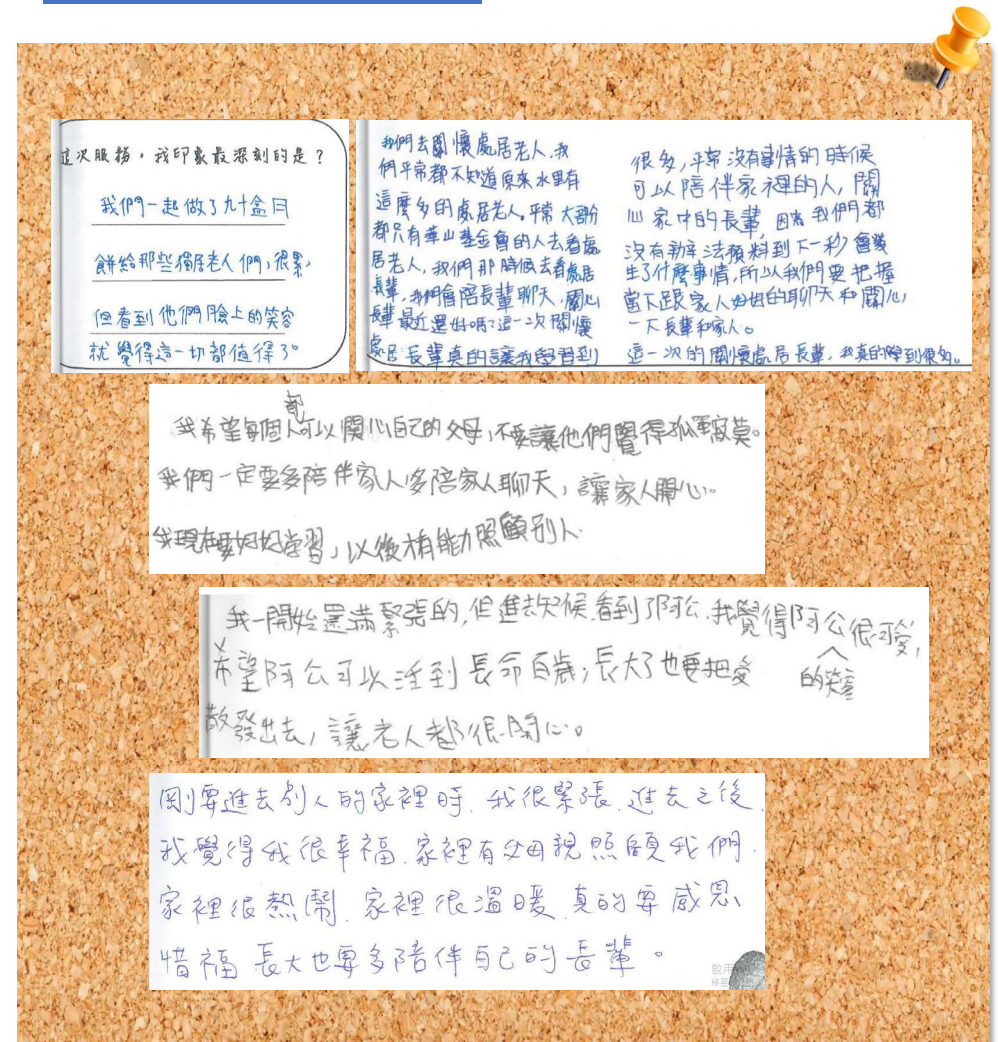 這次服務，我印象最深刻的是？
我們一起做了九十盒月
餅給那些獨居老人們，很累，
但看到他們臉上的笑容
就覺得這一切都值得了。
我們去關懷處居老人，我
們平常都不知道原來水里有
這麼多的處居老人。平常大部份
都只有華山基金會的人去看處
居老人，我們那時候去看處居
長輩，我們會陪長輩聊天，關心
長輩最近還好嗎？這一次關懷
處居長輩真的讓我學習到
很多，平常沒有事情的時候
可以陪伴家裡的人，關
心家中的長輩，因為我們都
沒有辦法預料到下一秒會發
生了什麼事情，所以我們要把握
當下跟家人好好的聊天和關心
一下長輩和家人。
這一次的關懷處居長輩，我真的學到很多。
我希望每個人都可以關心自己的父母，不要讓他們覺得孤單寂莫。
我們一定要多陪伴家人多陪家人聊天，讓家人開心。
我現在要好好學習，以後才有能力照顧別人
我一開始還滿緊張的，但進去時候看到了阿公，我覺得阿公的笑容很可愛，
希望阿公可以活到長命百歲，長大了也要把愛
散發出去，讓老人都很開心。
剛要進去別人的家裡時，我很緊張，進去之後
我覺得我很幸福，家裡有父母親照顧我們，
家裡很熱鬧，家裡很溫暖，真的要感恩
惜福，長大也要多陪伴自己的長輩。
啟用